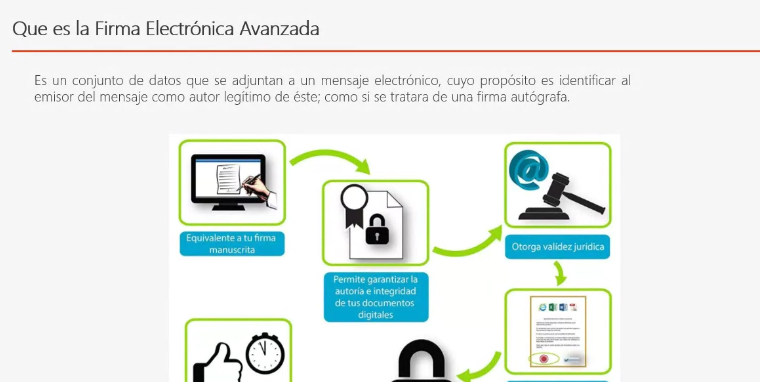 Que es la Firma Electrónica Avanzada
Es un conjunto de datos que se adjuntan a un mensaje electrónico, cuyo propósito es identificar al
emisor del mensaje como autor legítimo de éste; como si se tratara de una firma autógrafa.
Equivalente a tu firma
manuscrita
Permite garantizar la
autoría e integridad
de tus documentos
digitales
Otorga validez jurídica